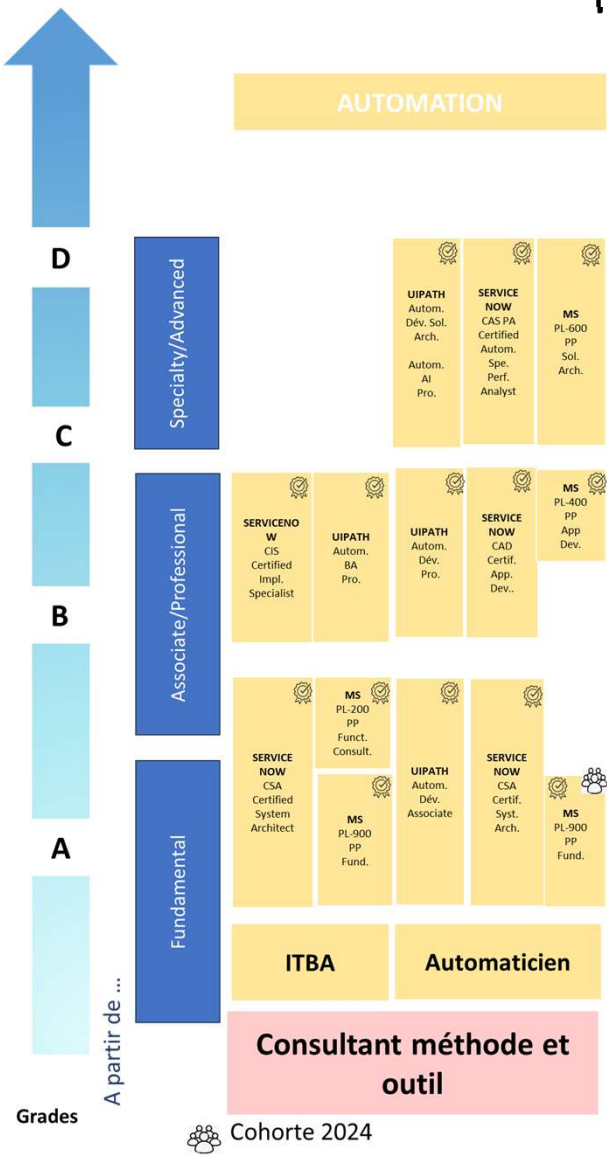 AUTOMATION
D
C
B
A
Grades
A partir de ...
Specialty/Advanced
Associate/Professional
Fundamental
UIPATH
Autom.
Dév. Sol.
Arch.
Autom.
AI
Pro.
SERVICE
NOW
CAS PA
Certified
Autom.
Spe.
Perf.
Analyst
MS
PL-600
PP
Sol.
Arch.
SERVICENO
W
CIS
Certified
Impl.
Specialist
UIPATH
Autom.
BA
Pro.
UIPATH
Autom.
Dév.
Pro.
SERVICE
NOW
CAD
Certif.
App.
Dev..
MS
PL-400
PP
App
Dev.
SERVICE
NOW
CSA
Certified
System
Architect
MS
PL-200
PP
Funct.
Consult.
MS
PL-900
PP
Fund.
UIPATH
Autom.
Dév.
Associate
SERVICE
NOW
CSA
Certif.
Syst.
Arch.
MS
PL-900
PP
Fund.
ITBA
Automaticien
Consultant méthode et
outil
Cohorte 2024